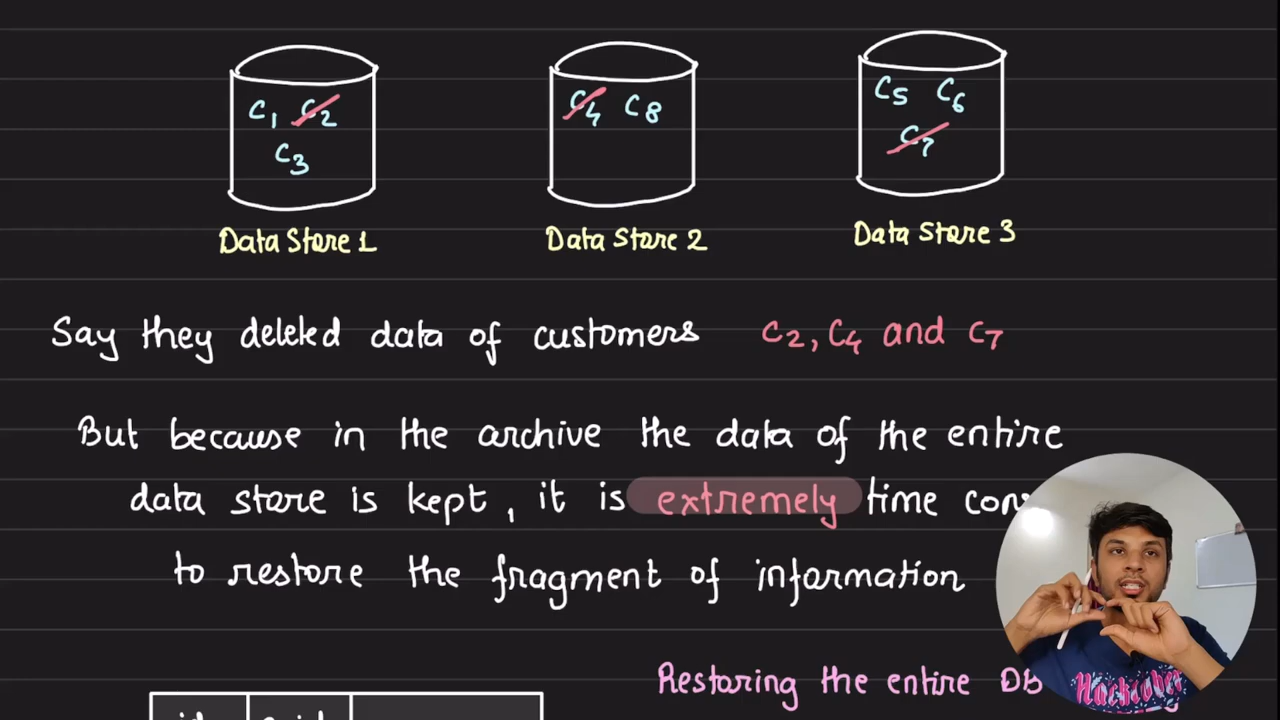 C1 C2
C3
C4 C8
C5 C6
C7
Data Store 1
Data Store 2
Data Store 3
Say they deleted data of customers C2, C4 and C7
But because in the archive the data of the entire
data store is kept, it is extremely time
to restore the fragment of information
Restoring the entire DB
Hacktober